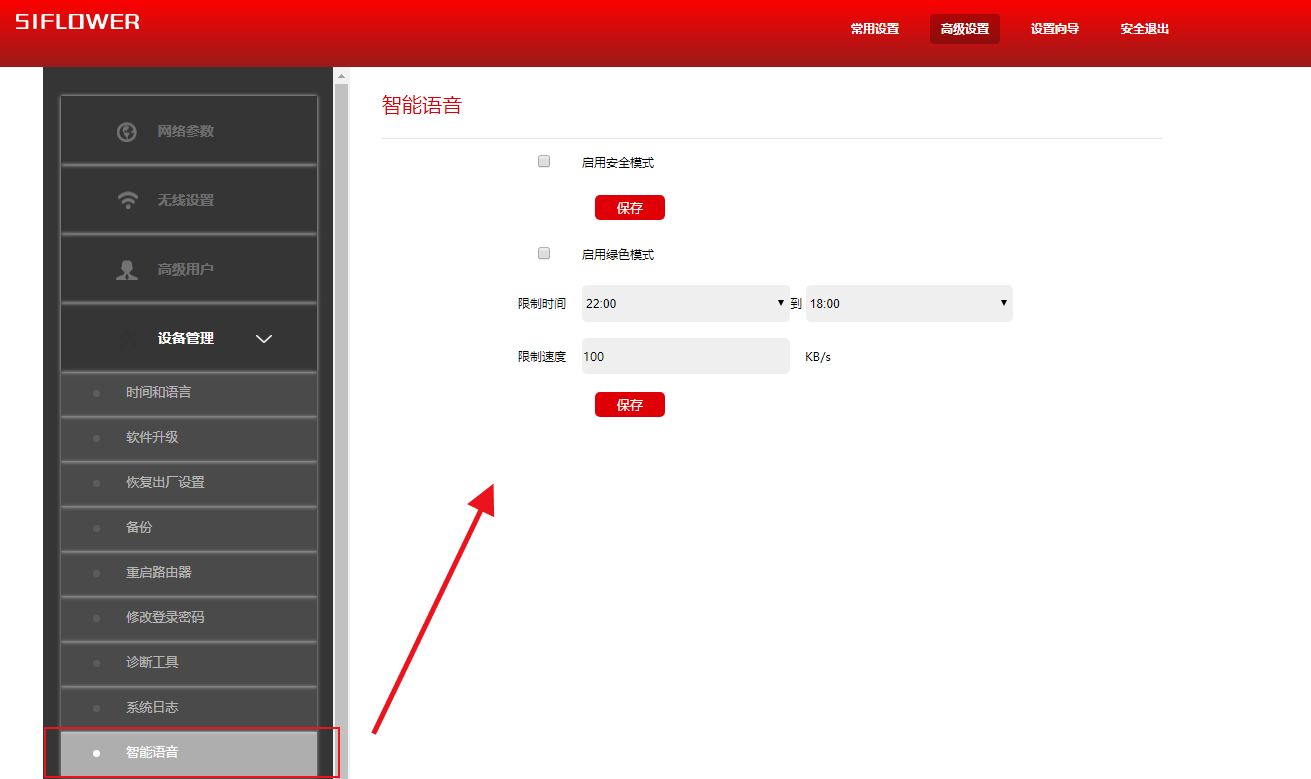 SIFLOWER
常用设置 高级设置 设置向导 安全退出
网络参数
无线设置
高级用户
设备管理
时间和语言
软件升级
恢复出厂设置
备份
重启路由器
修改登录密码
诊断工具
系统日志
智能语音
智能语音
启用安全模式
保存
启用绿色模式
限制时间 22:00 到 18:00
限制速度 100 KB/s
保存